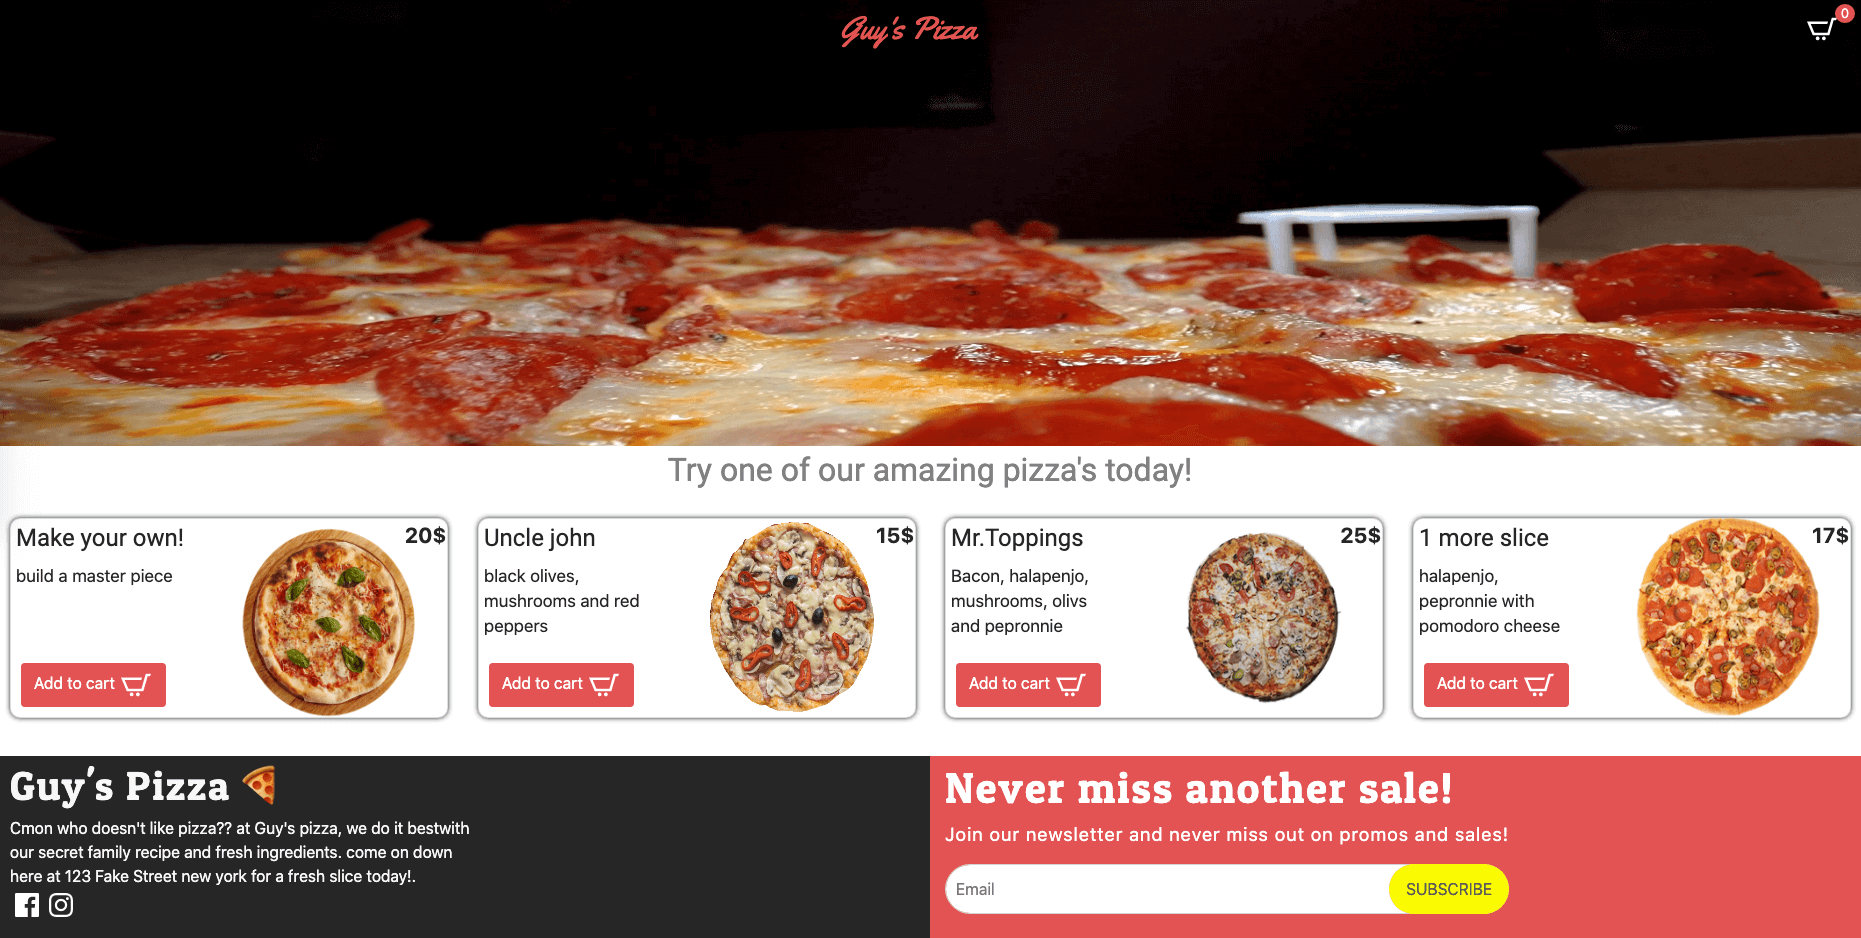 Guy's Pizza
0
Try one of our amazing pizza's today!
Make your own!
20$
build a master piece
Add to cart
Uncle john
15$
black olives,
mushrooms and red
peppers
Add to cart
Mr.Toppings
25$
Bacon, halapenjo,
mushrooms, olivs
and pepronnie
Add to cart
1 more slice
17$
halapenjo,
pepronnie with
pomodoro cheese
Add to cart
Guy's Pizza
Cmon who doesn't like pizza?? at Guy's pizza, we do it bestwith
our secret family recipe and fresh ingredients. come on down
here at 123 Fake Street new york for a fresh slice today!.
Never miss another sale!
Join our newsletter and never miss out on promos and sales!
Email
SUBSCRIBE